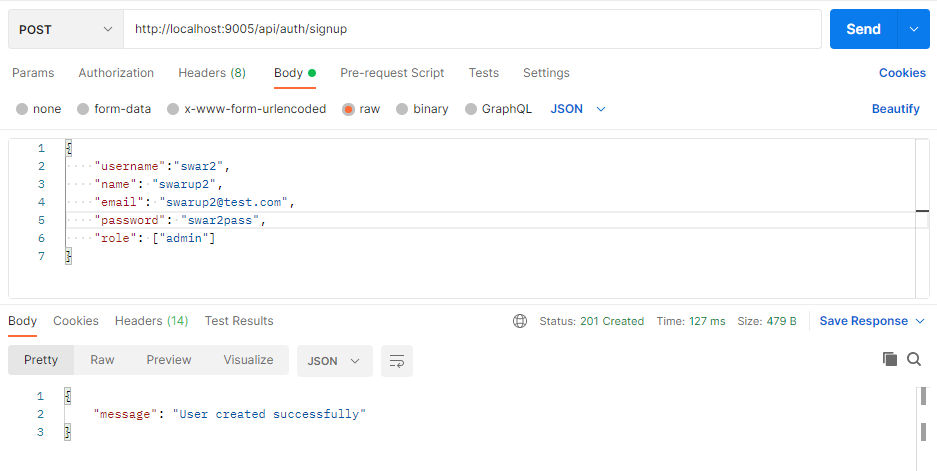 POST http://localhost:9005/api/auth/signup Send
Params Authorization Headers (8) Body Pre-request Script Tests Settings Cookies
none form-data x-www-form-urlencoded raw binary GraphQL JSON Beautify
1 {
2 ····"username":"swar2",
3 ····"name":·"swarup2",
4 ····"email":·"swarup2@test.com",
5 ····"password":·"swar2pass",
6 ····"role":·["admin"]
7 }
Body Cookies Headers (14) Test Results Status: 201 Created Time: 127 ms Size: 479 B Save Response
Pretty Raw Preview Visualize JSON
1 {
2 "message": "User created successfully"
3 }